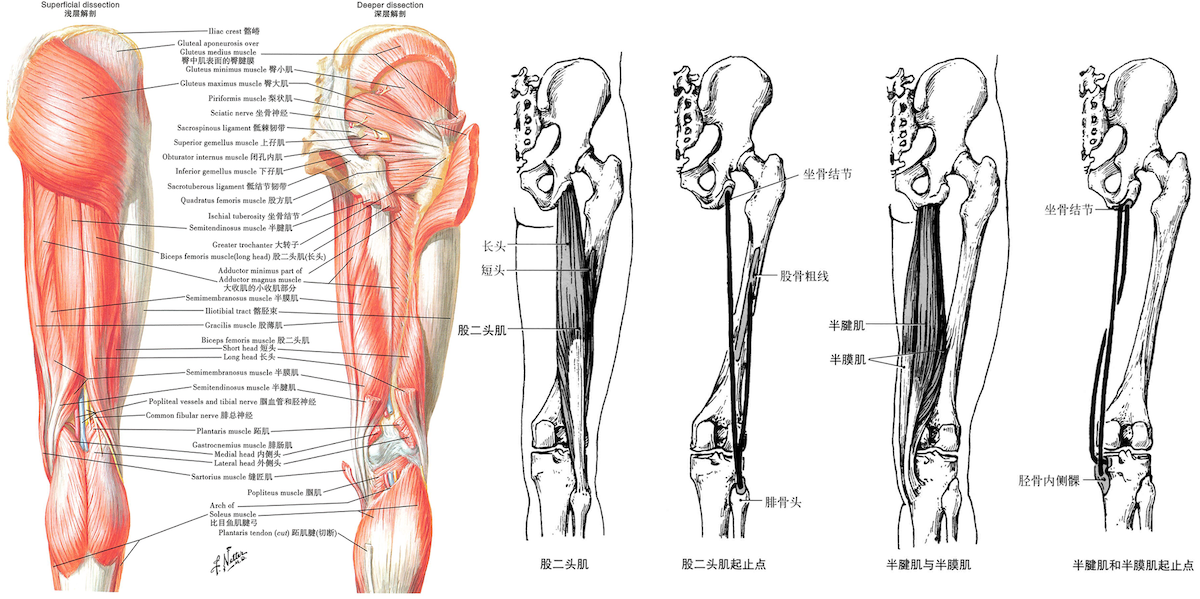 Superficial dissection
浅层解剖
Deeper dissection
深层解剖
Iliac crest 髂嵴
Gluteal aponeurosis over
Gluteus medius muscle
臀中肌表面的臀腱膜
Gluteus minimus muscle 臀小肌
Gluteus maximus muscle 臀大肌
Piriformis muscle 梨状肌
Sciatic nerve 坐骨神经
Sacrospinous ligament 骶棘韧带
Superior gemellus muscle 上孖肌
Obturator internus muscle 闭孔内肌
Inferior gemellus muscle 下孖肌
Sacrotuberous ligament 骶结节韧带
Quadratus femoris muscle 股方肌
Ischial tuberosity 坐骨结节
Semitendinosus muscle 半腱肌
Greater trochanter 大转子
Biceps femoris muscle(long head) 股二头肌(长头)
Adductor minimus part of
Adductor magnus muscle
大收肌的小收肌部分
Semimembranosus muscle 半膜肌
Iliotibial tract 髂胫束
Gracilis muscle 股薄肌
Biceps femoris muscle 股二头肌
Short head 短头
Long head 长头
Semimembranosus muscle 半膜肌
Semitendinosus muscle 半腱肌
Popliteal vessels and tibial nerve 腘血管和胫神经
Common fibular nerve 腓总神经
Plantaris muscle 跖肌
Gastrocnemius muscle 腓肠肌
Medial head 内侧头
Lateral head 外侧头
Sartorius muscle 缝匠肌
Popliteus muscle 腘肌
Arch of
Soleus muscle
比目鱼肌腱弓
Plantaris tendon (cut) 跖肌腱(切断)
长头
短头
股二头肌
股二头肌
坐骨结节
股骨粗线
腓骨头
股二头肌起止点
半腱肌
半膜肌
半腱肌与半膜肌
坐骨结节
胫骨内侧髁
半腱肌和半膜肌起止点